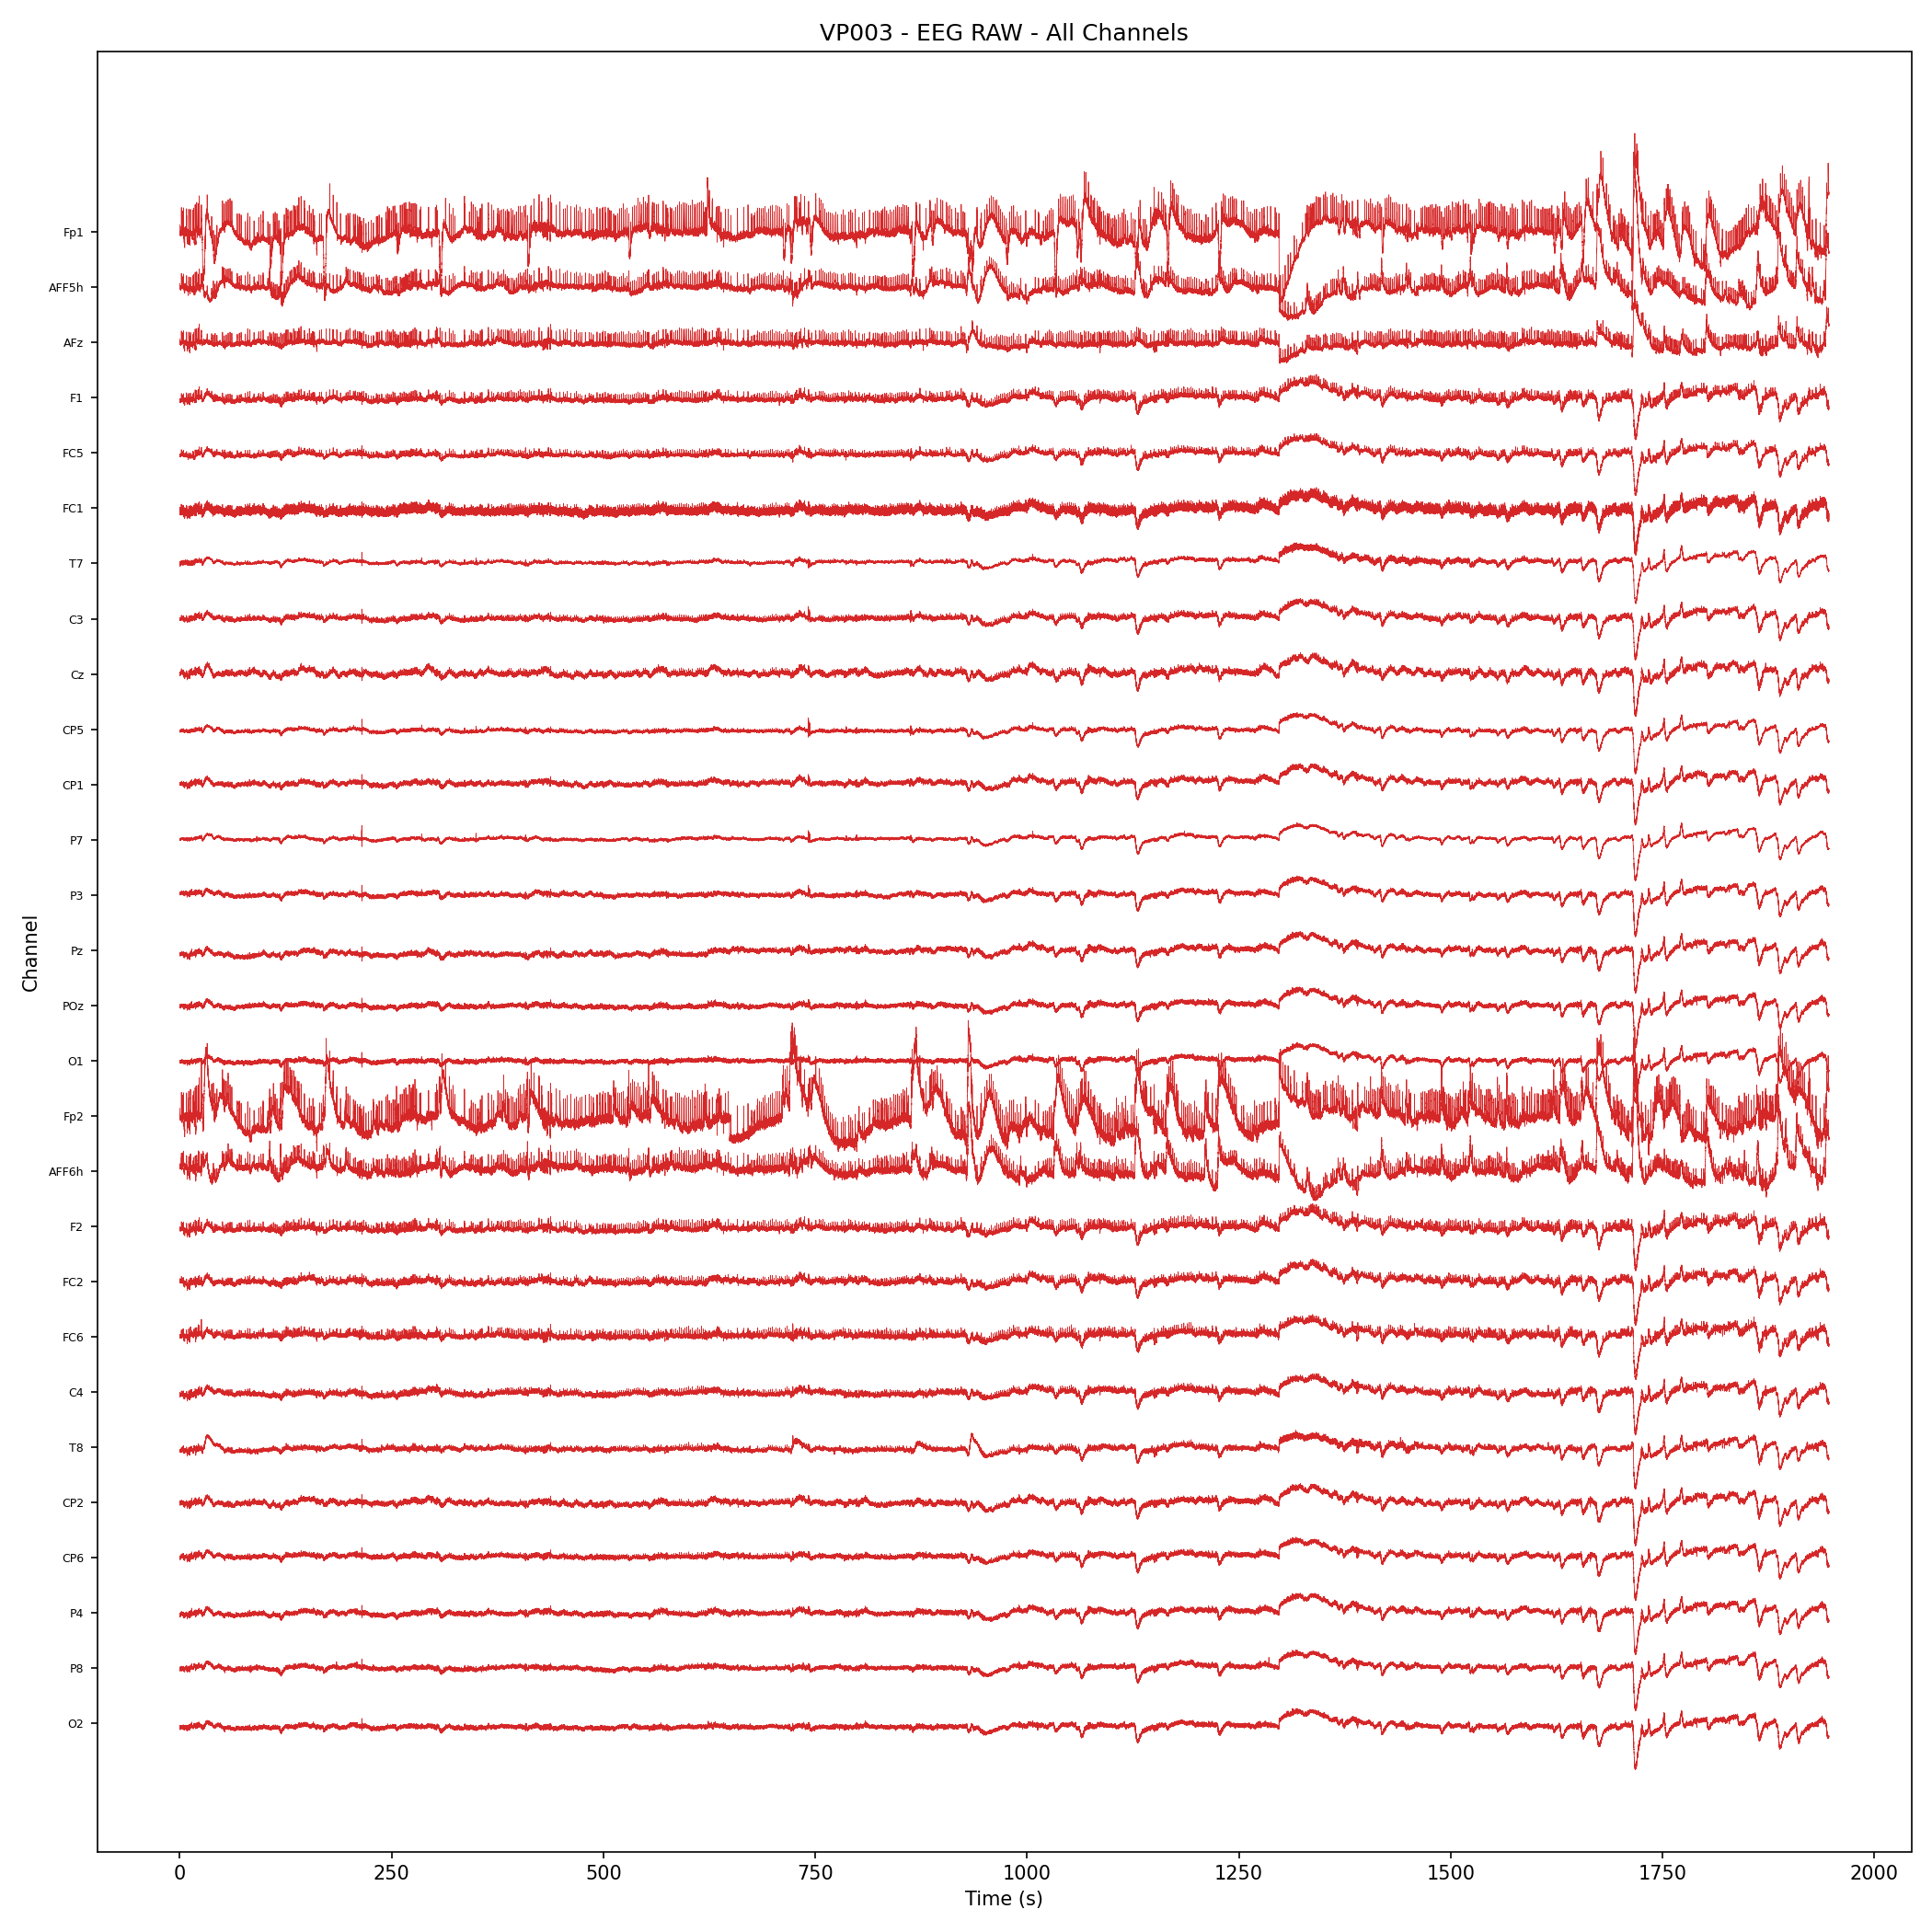 VP003 - EEG RAW - All Channels
Channel
Fp1
AFF5h
AFz
F1
FC5
FC1
T7
C3
Cz
CP5
CP1
P7
P3
Pz
POz
O1
Fp2
AFF6h
F2
FC2
FC6
C4
T8
CP2
CP6
P4
P8
O2
0 250 500 750 1000 1250 1500 1750 2000
Time (s)